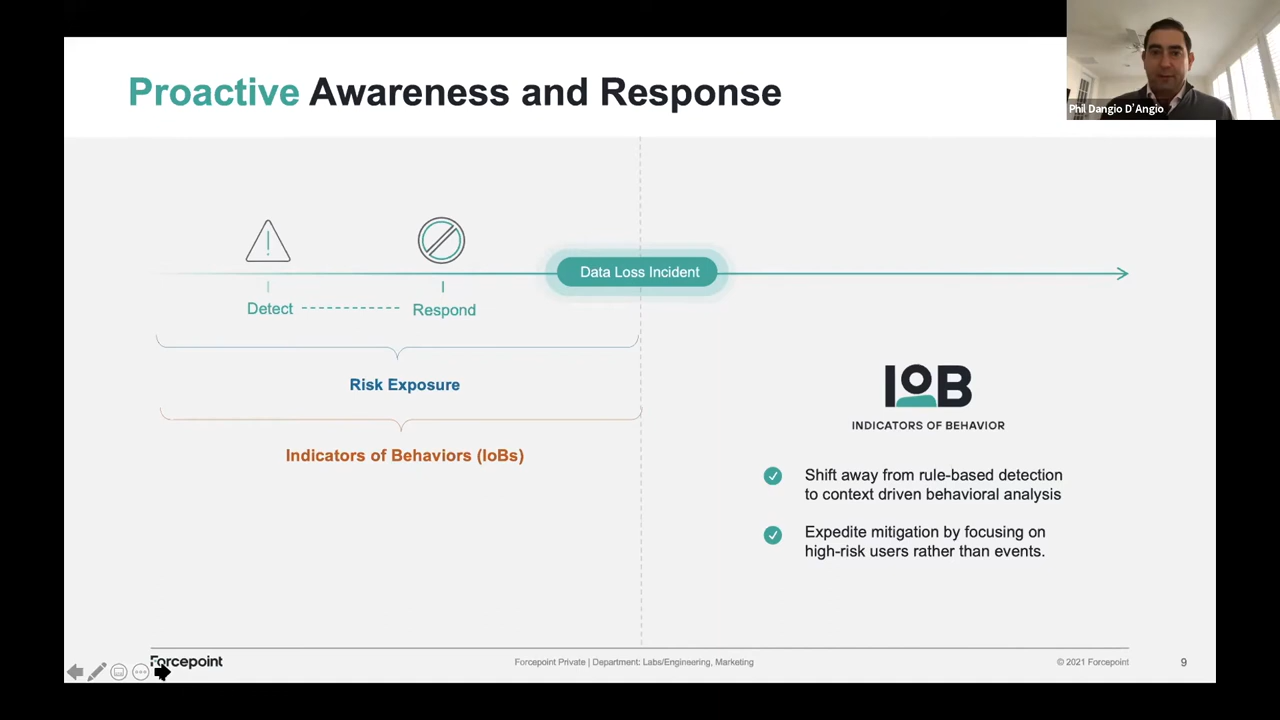 Proactive Awareness and Response
Phil Dangio D'Angio
Data Loss Incident
Detect
Respond
Risk Exposure
Indicators of Behaviors (IoBs)
IOB
INDICATORS OF BEHAVIOR
Shift away from rule-based detection
to context driven behavioral analysis
Expedite mitigation by focusing on
high-risk users rather than events.
Forcepoint
Forcepoint Private | Department: Labs/Engineering, Marketing
© 2021 Forcepoint
9